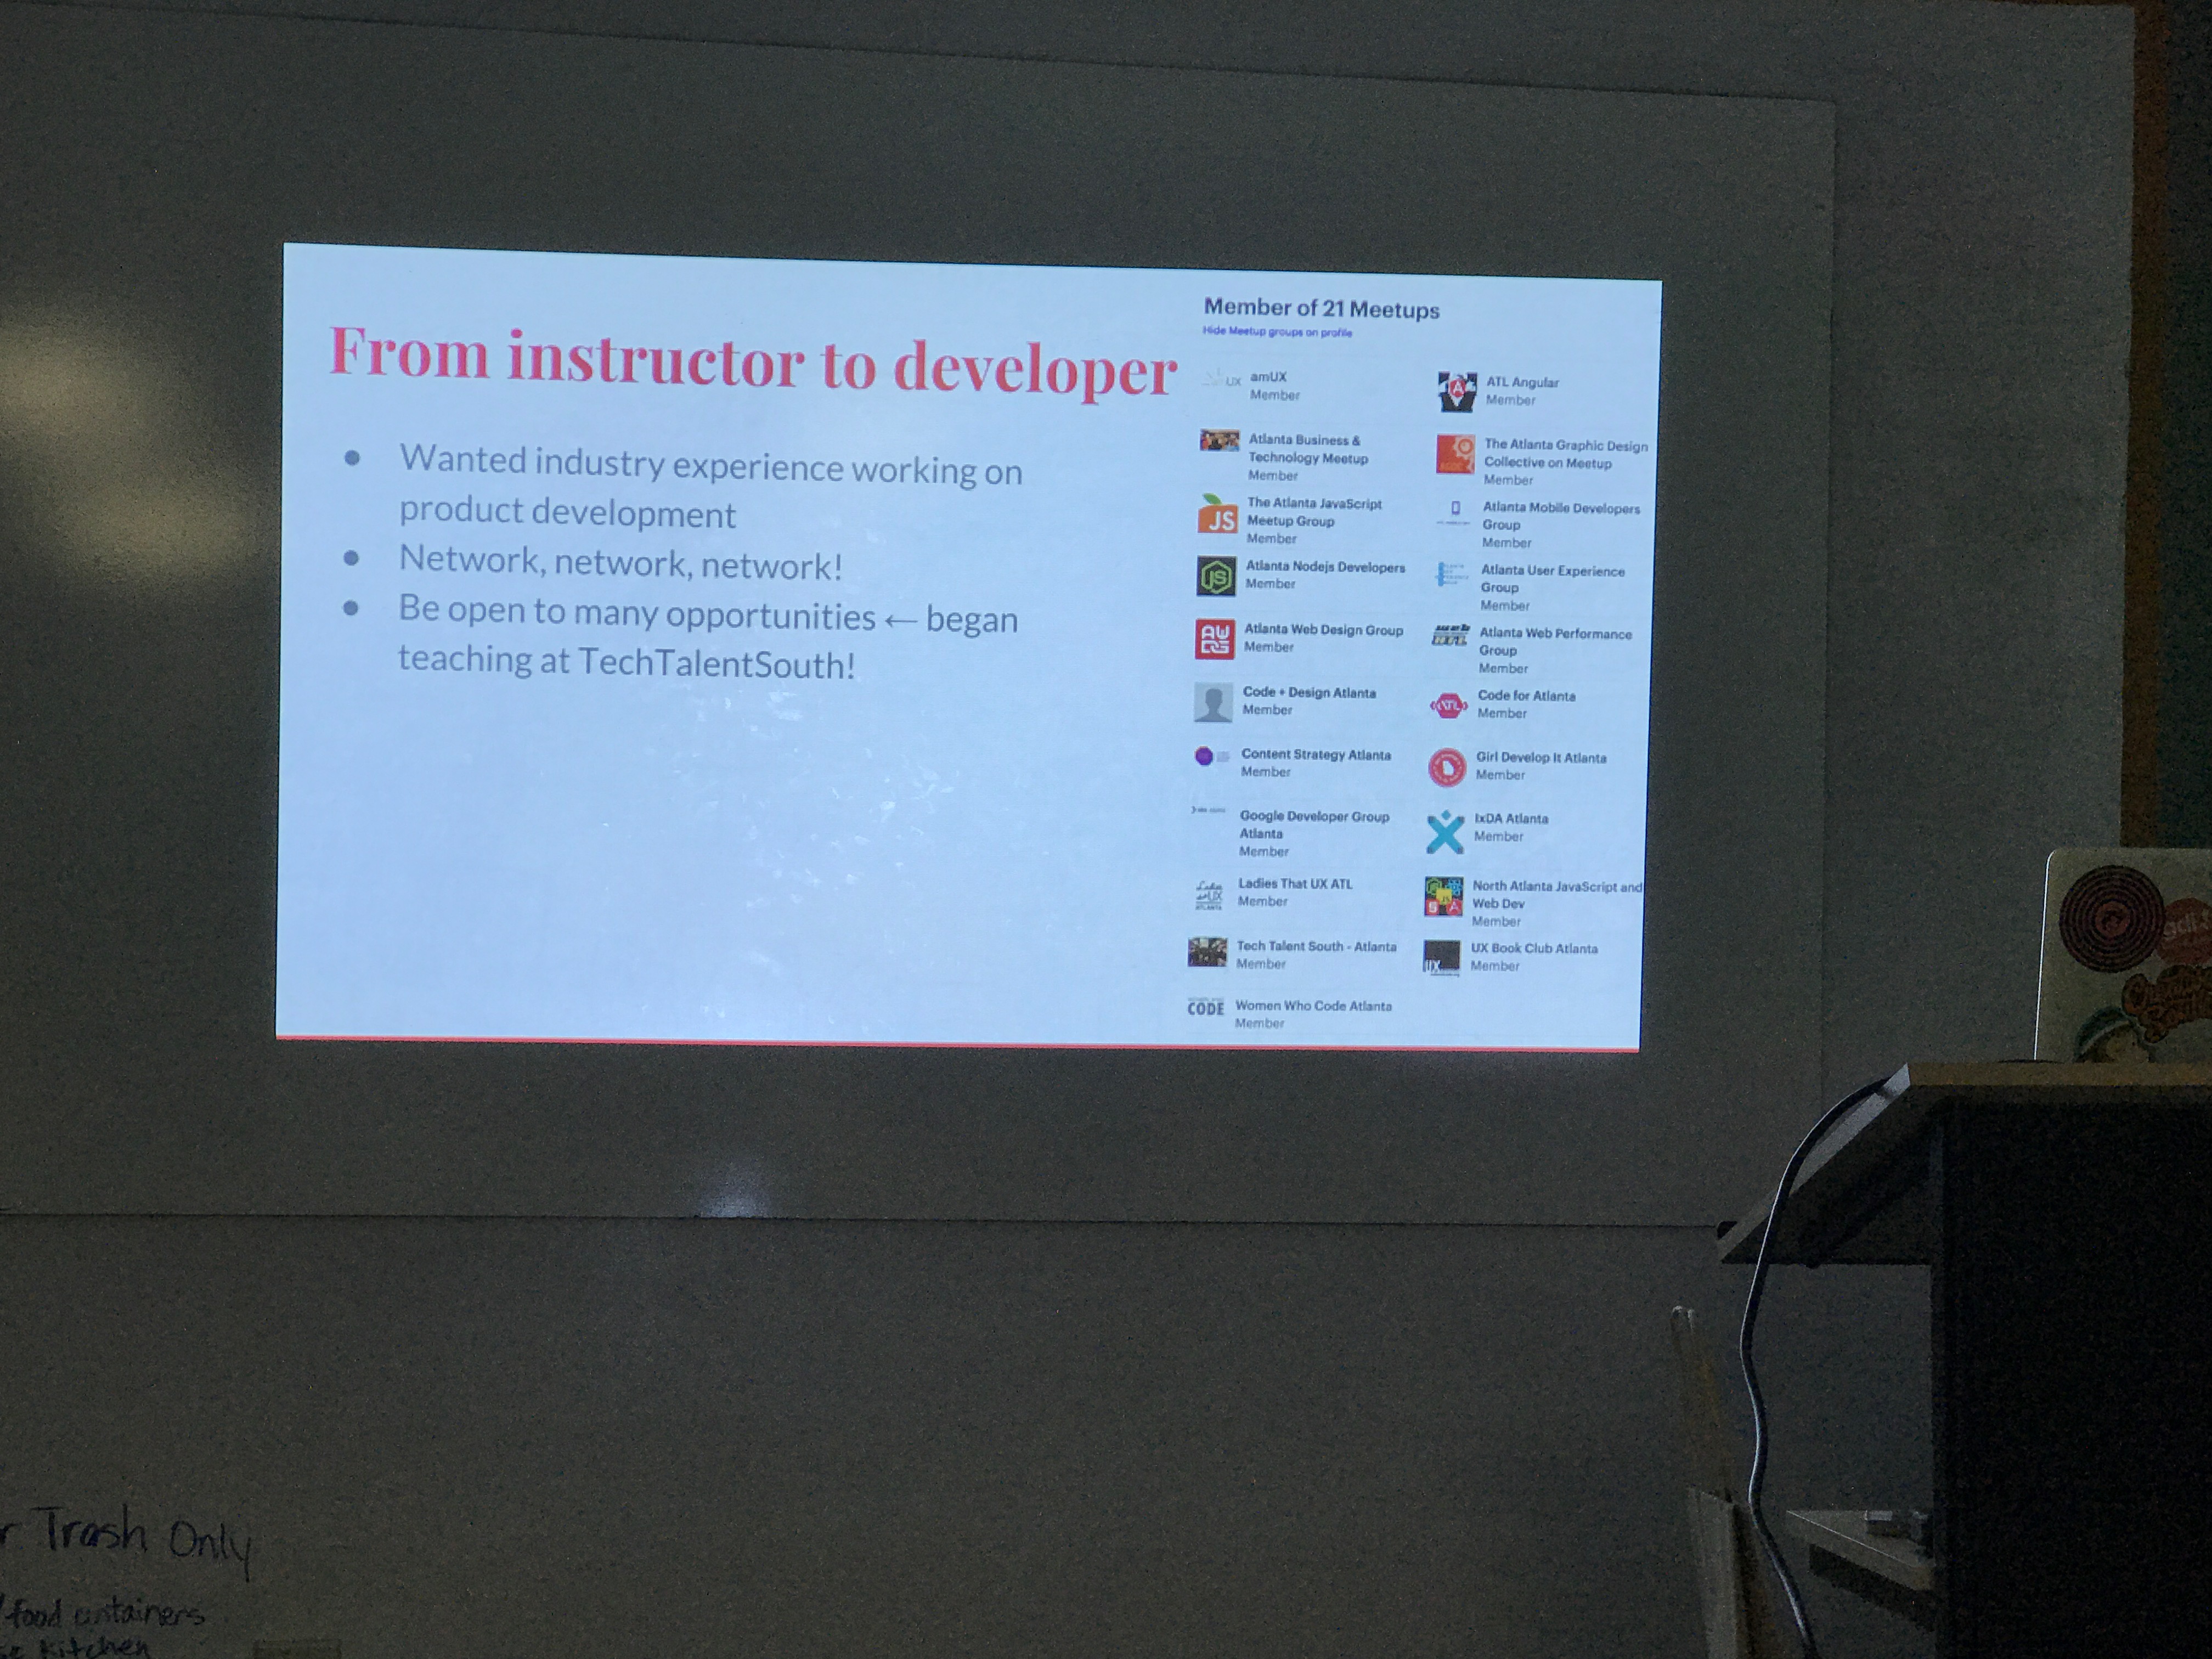 From instructor to developer
● Wanted industry experience working on
product development
● Network, network, network!
● Be open to many opportunities ← began
teaching at TechTalentSouth!
Member of 21 Meetups
Hide Meetup groups on profile
UX
amUX
Member
ATL Angular
Member
Atlanta Business &
Technology Meetup
Member
The Atlanta Graphic Design
Collective on Meetup
Member
JS
The Atlanta JavaScript
Meetup Group
Member
Atlanta Mobile Developers
Group
Member
JS
Atlanta Nodejs Developers
Member
Atlanta User Experience
Group
Member
AWDG
Atlanta Web Design Group
Member
Atlanta Web Performance
Group
Member
Code + Design Atlanta
Member
ATL
Code for Atlanta
Member
Content Strategy Atlanta
Member
Girl Develop It Atlanta
Member
Google Developer Group
Atlanta
Member
IxDA Atlanta
Member
Ladies That UX ATL
Member
North Atlanta JavaScript and
Web Dev
Member
Tech Talent South - Atlanta
Member
UX
UX Book Club Atlanta
Member
CODE
Women Who Code Atlanta
Member
Trash Only
food containers
Kitchen